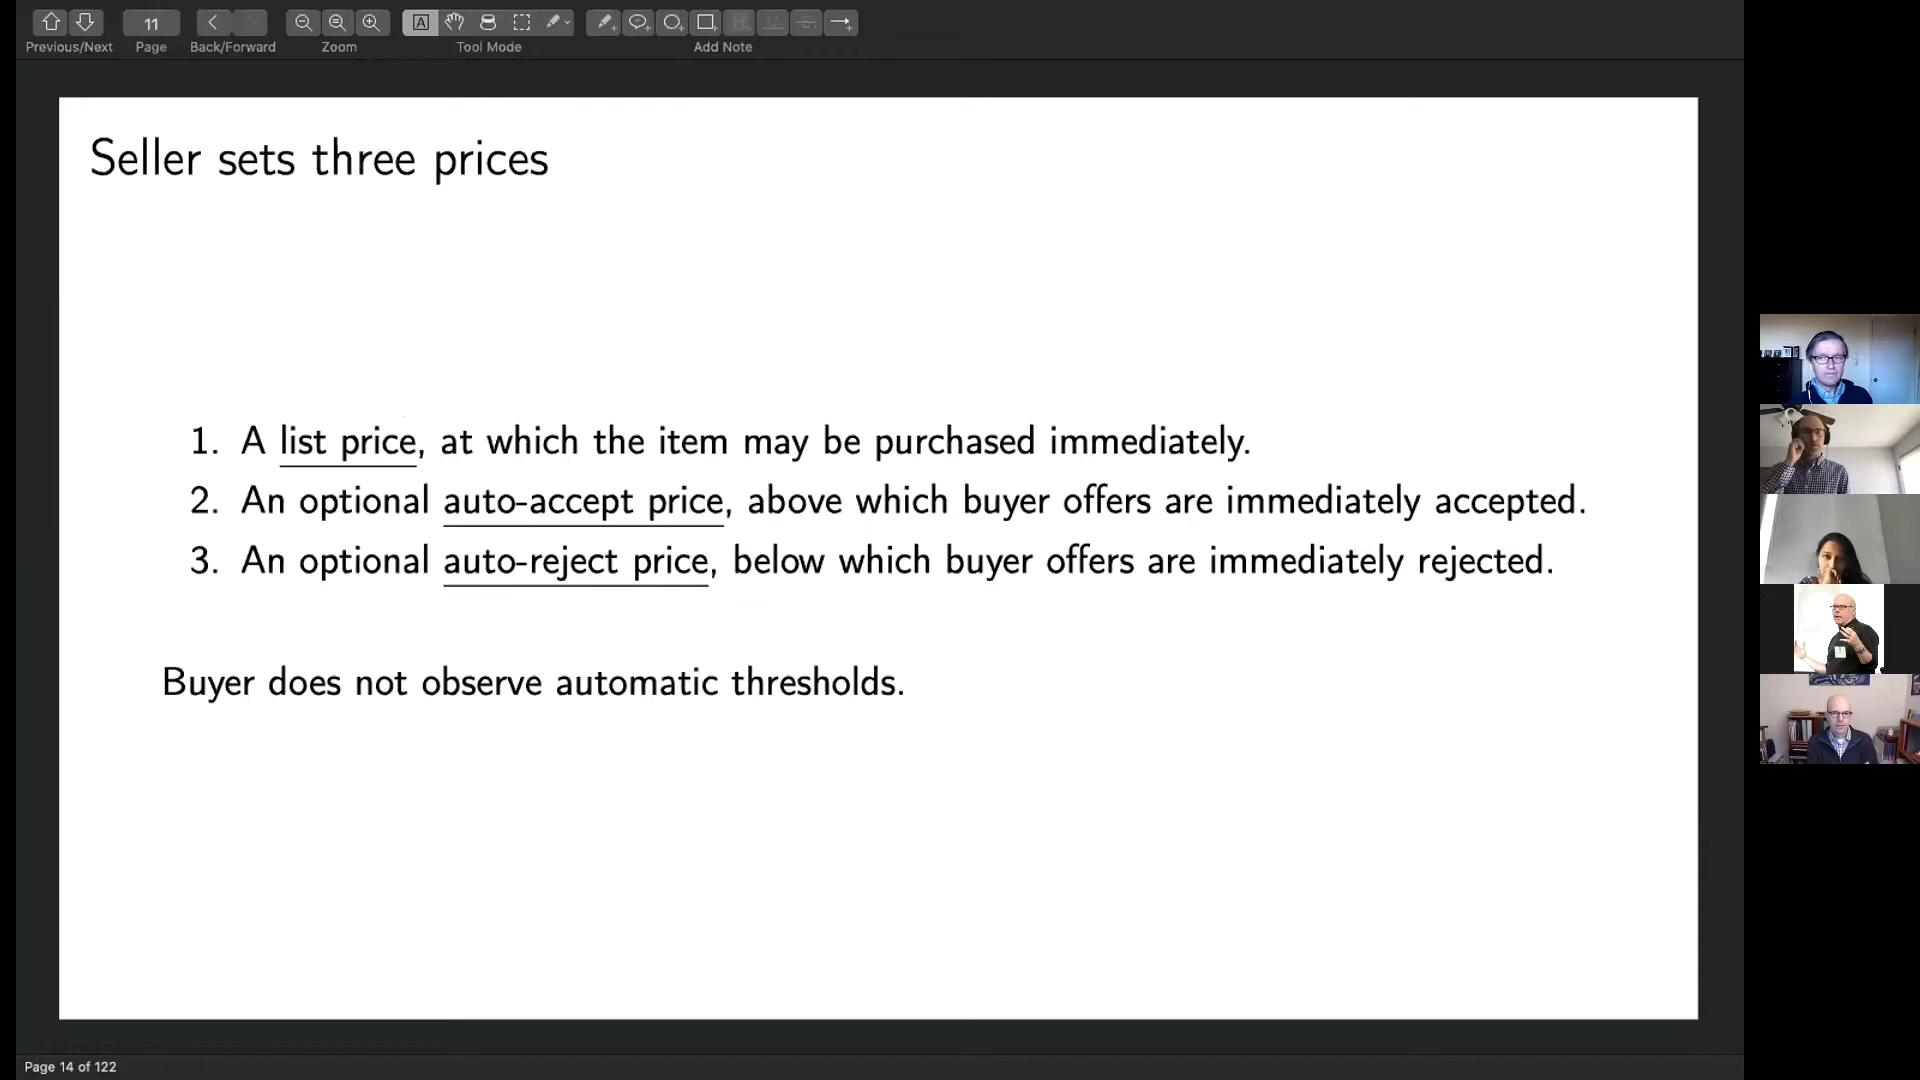 11
Previous/Next
Page
Back/Forward
Zoom
Tool Mode
Add Note
Seller sets three prices
1. A list price, at which the item may be purchased immediately.
2. An optional auto-accept price, above which buyer offers are immediately accepted.
3. An optional auto-reject price, below which buyer offers are immediately rejected.
Buyer does not observe automatic thresholds.
Page 14 of 122